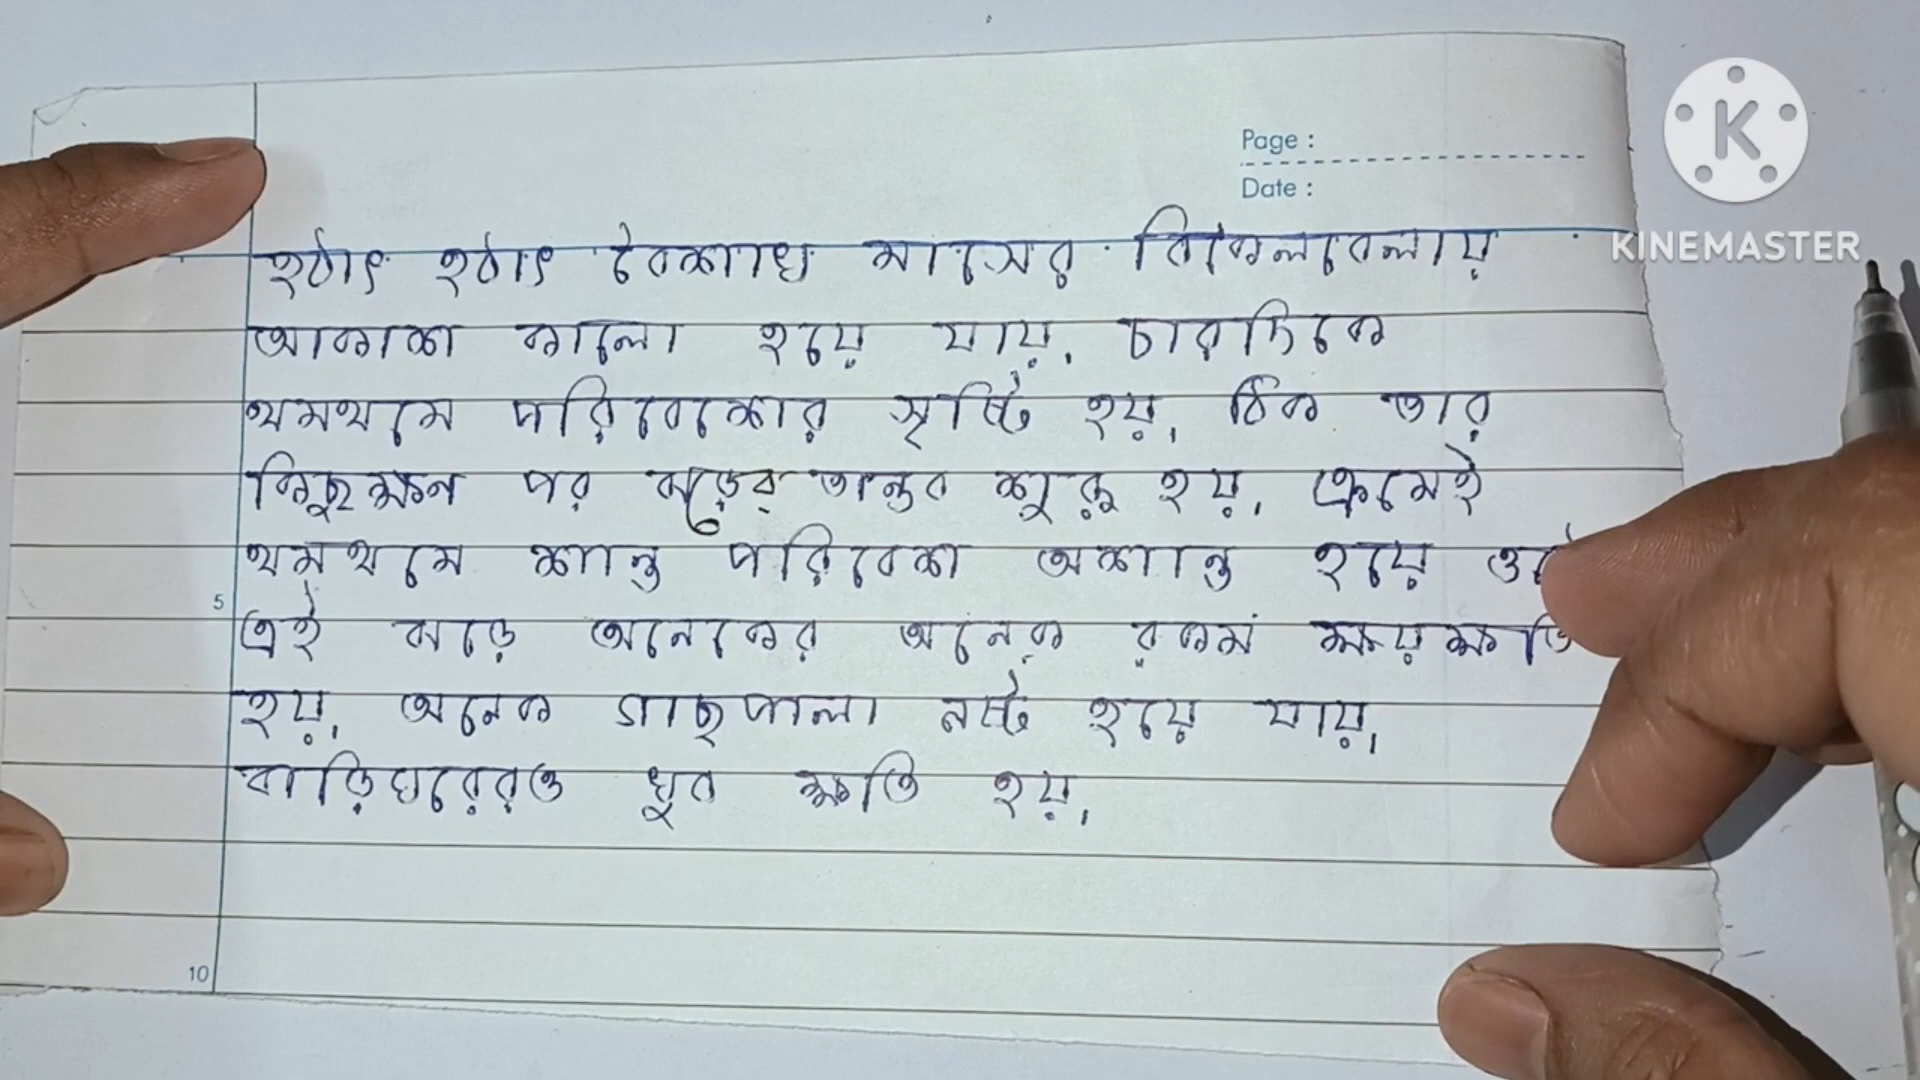 Page :
Date :
KINEMASTER
হঠাৎ হঠাৎ বৈশাখ মাসের বিকেলবেলায়
আকাশ কালো হয়ে যায়, চারদিকে
থমথমে পরিবেশের সৃষ্টি হয়, ঠিক তার
কিছুক্ষন পর ঝড়ের তান্ডব শুরু হয়, ক্রমেই
থমথমে শান্ত পরিবেশ অশান্ত হয়ে
5
এই ঝড়ে অনেকের অনেক রকম ক্ষয়ক্ষতি
হয়, অনেক গাছপালা নষ্ট হয়ে যায়,
বাড়িঘরেরও খুব ক্ষতি হয়,
10